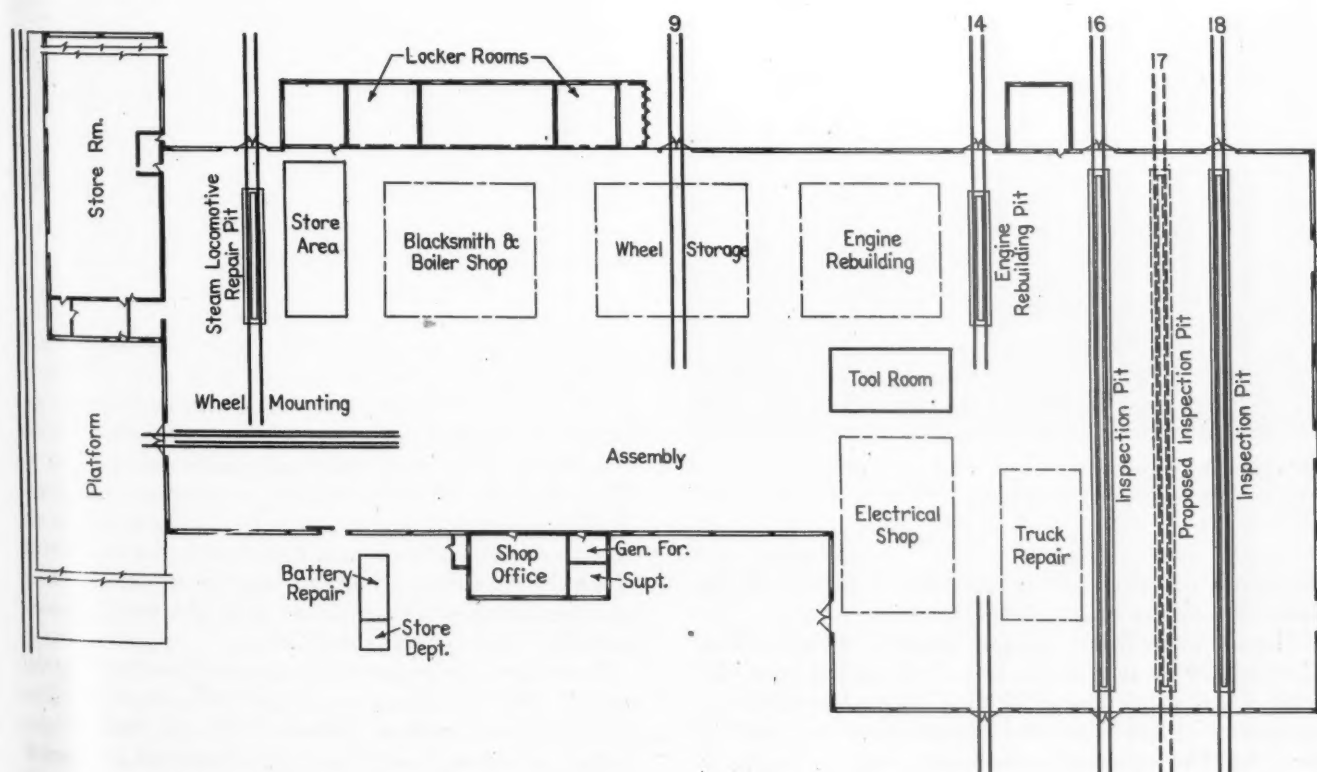 9
14
16
18
17
Locker Rooms
Store Rm.
Steam Locomotive
Repair Pit
Store
Area
Blacksmith &
Boiler Shop
Wheel Storage
Engine
Rebuilding
Engine
Rebuilding Pit
Tool Room
Wheel Mounting
Platform
Assembly
Inspection Pit
Proposed Inspection Pit
Inspection Pit
Electrical
Shop
Truck
Repair
Shop
Office
Gen. For.
Supt.
Battery
Repair
Store
Dept.